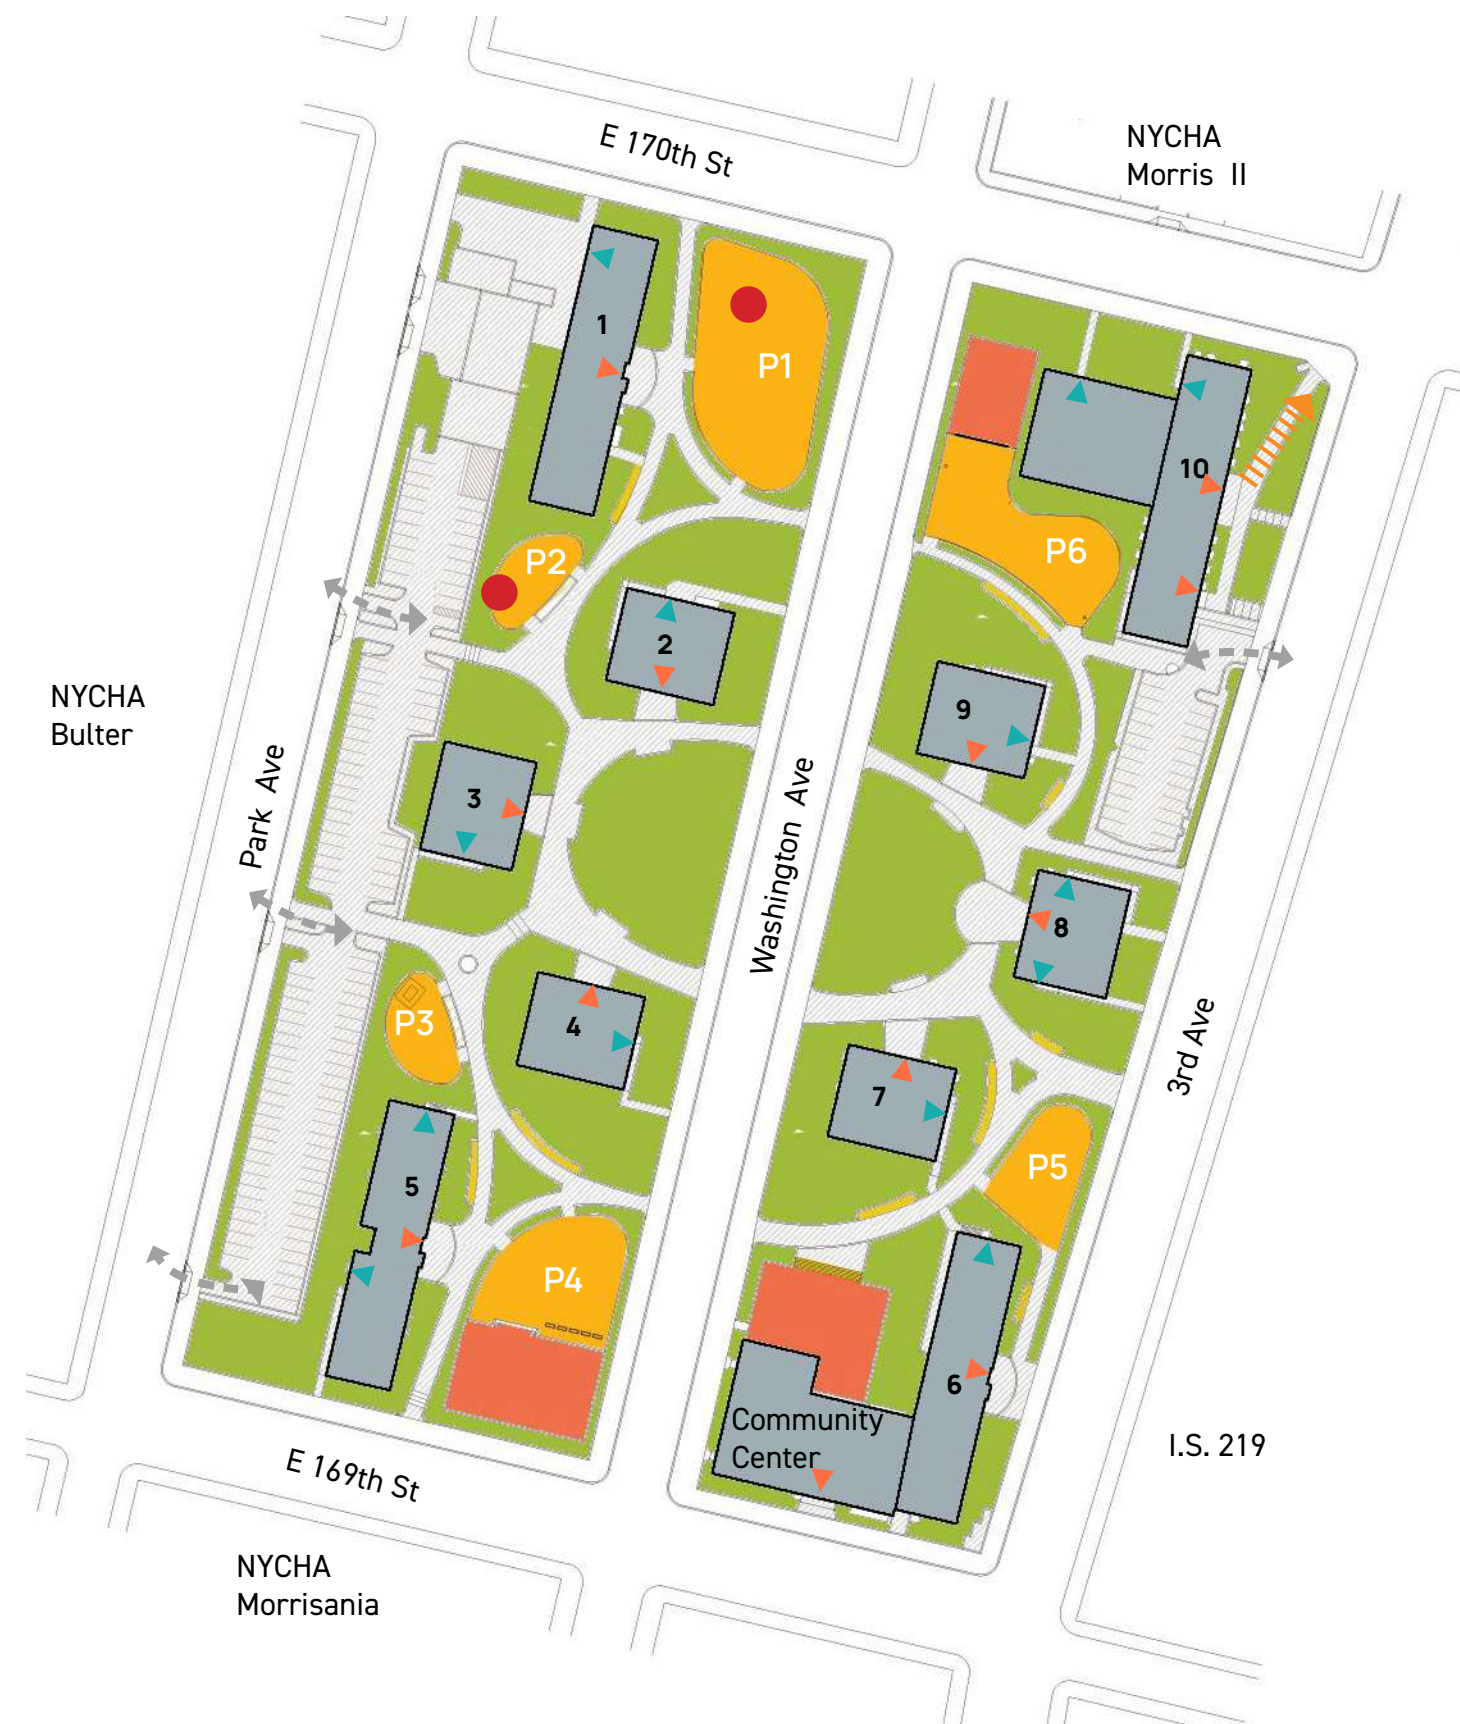 E 170th St
NYCHA
Morris II
1
P1
10
P2
P6
2
NYCHA
Bulter
9
Park Ave
3
Washington Ave
8
P3
4
3rd Ave
7
P5
5
P4
6
Community
Center
I.S. 219
E 169th St
NYCHA
Morrisania